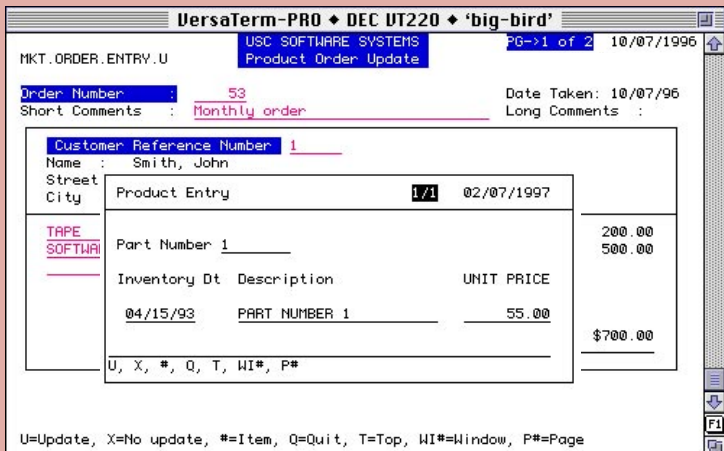 VersaTerm-PRO ◆ DEC VT220 ◆ ‘big-bird’
USC SOFTWARE SYSTEMS PG->1 of 2 10/07/1996
MKT.ORDER.ENTRY.U Product Order Update
Order Number : 53 Date Taken: 10/07/96
Short Comments : Monthly order Long Comments :
Customer Reference Number 1
Name : Smith, John
Street
City
Product Entry 1/1 02/07/1997
TAPE 200.00
SOFTWA 500.00
Part Number 1
Inventory Dt Description UNIT PRICE
04/15/93 PART NUMBER 1 55.00
$700.00
U, X, #, Q, T, WI#, P#
F1
U=Update, X=No update, #=Item, Q=Quit, T=Top, WI#=Window, P#=Page